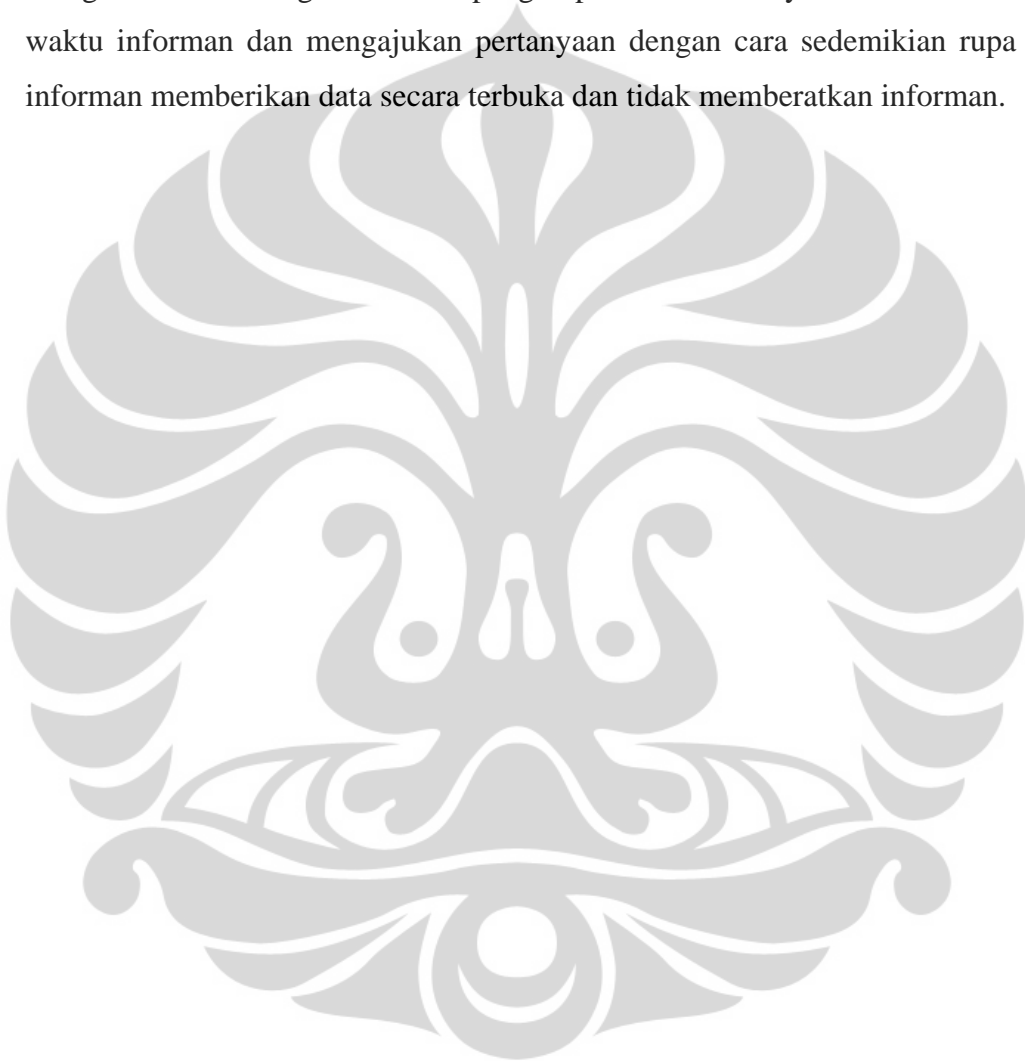 waktu informan dan mengajukan pertanyaan dengan cara sedemikian rupa
informan memberikan data secara terbuka dan tidak memberatkan informan.